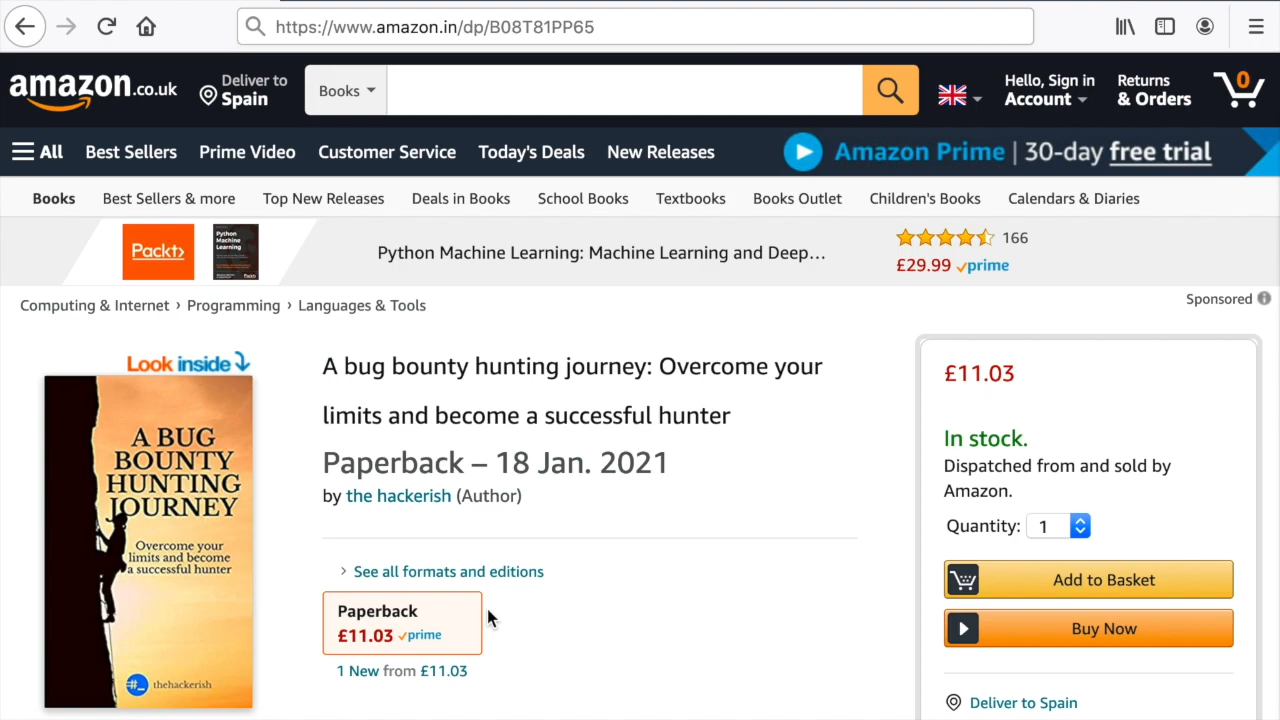 https://www.amazon.in/dp/B08T81PP65
amazon.co.uk
Deliver to
Spain
Books
Hello, Sign in
Account
Returns
& Orders
0
All
Best Sellers
Prime Video
Customer Service
Today's Deals
New Releases
Amazon Prime | 30-day free trial
Books
Best Sellers & more
Top New Releases
Deals in Books
School Books
Textbooks
Books Outlet
Children's Books
Calendars & Diaries
Packt>
Python
Machine
Learning
Python Machine Learning: Machine Learning and Deep…
166
£29.99 prime
Computing & Internet › Programming › Languages & Tools
Sponsored
Look inside
A BUG
BOUNTY
HUNTING
JOURNEY
Overcome your
limits and become
a successful hunter
#_ thehackerish
A bug bounty hunting journey: Overcome your
limits and become a successful hunter
Paperback – 18 Jan. 2021
by the hackerish (Author)
› See all formats and editions
Paperback
£11.03 prime
1 New from £11.03
£11.03
In stock.
Dispatched from and sold by
Amazon.
Quantity: 1
Add to Basket
Buy Now
Deliver to Spain